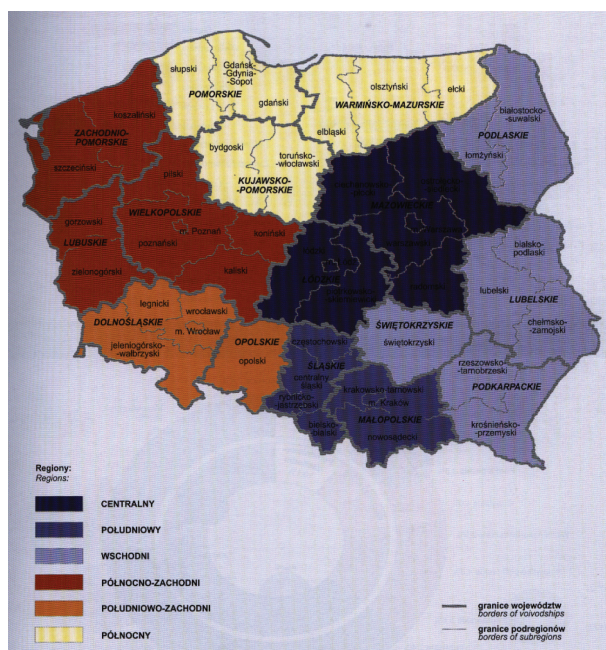 słupski
Gdańsk-
-Gdynia-
-Sopot
POMORSKIE
gdański
koszaliński
ZACHODNIO-
-POMORSKIE
szczeciński
olsztyński
ełcki
WARMIŃSKO-MAZURSKIE
elbląski
białostocko-
-suwalski
PODLASKIE
łomżyński
bydgoski
toruńsko-
-włocławski
KUJAWSKO-
-POMORSKIE
pilski
WIELKOPOLSKIE
m. Poznań
poznański
koniński
kaliski
gorzowski
LUBUSKIE
zielonogórski
MAZOWIECKIE
ŁÓDZKIE
radomski
bialsko-
podlaski
lubelski
LUBELSKIE
chełmsko-
-zamojski
legnicki
wrocławski
DOLNOŚLĄSKIE
m. Wrocław
jeleniogórsko-
-wałbrzyski
OPOLSKIE
opolski
częstochowski
ŚLĄSKIE
centralny
śląski
rybnicko-
-jastrzębski
bielsko-
-bialski
ŚWIĘTOKRZYSKIE
świętokrzyski
krakowsko-tarnowski
m. Kraków
MAŁOPOLSKIE
nowosądecki
rzeszowsko-
-tarnobrzeski
PODKARPACKIE
krośnieńsko-
-przemyski
Regiony:
Regions:
CENTRALNY
POŁUDNIOWY
WSCHODNI
PÓŁNOCNO-ZACHODNI
POŁUDNIOWO-ZACHODNI
PÓŁNOCNY
granice województw
borders of voivodships
granice podregionów
borders of subregions